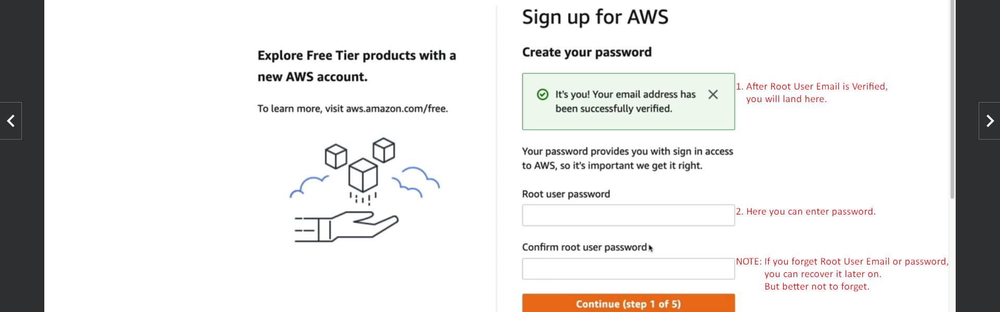 Explore Free Tier products with a
new AWS account.
To learn more, visit aws.amazon.com/free.
Sign up for AWS
Create your password
It's you! Your email address has
been successfully verified.
1. After Root User Email is Verified,
you will land here.
Your password provides you with sign in access
to AWS, so it's important we get it right.
Root user password
2. Here you can enter password.
Confirm root user password
NOTE: If you forget Root User Email or password,
you can recover it later on.
But better not to forget.
Continue (step 1 of 5)